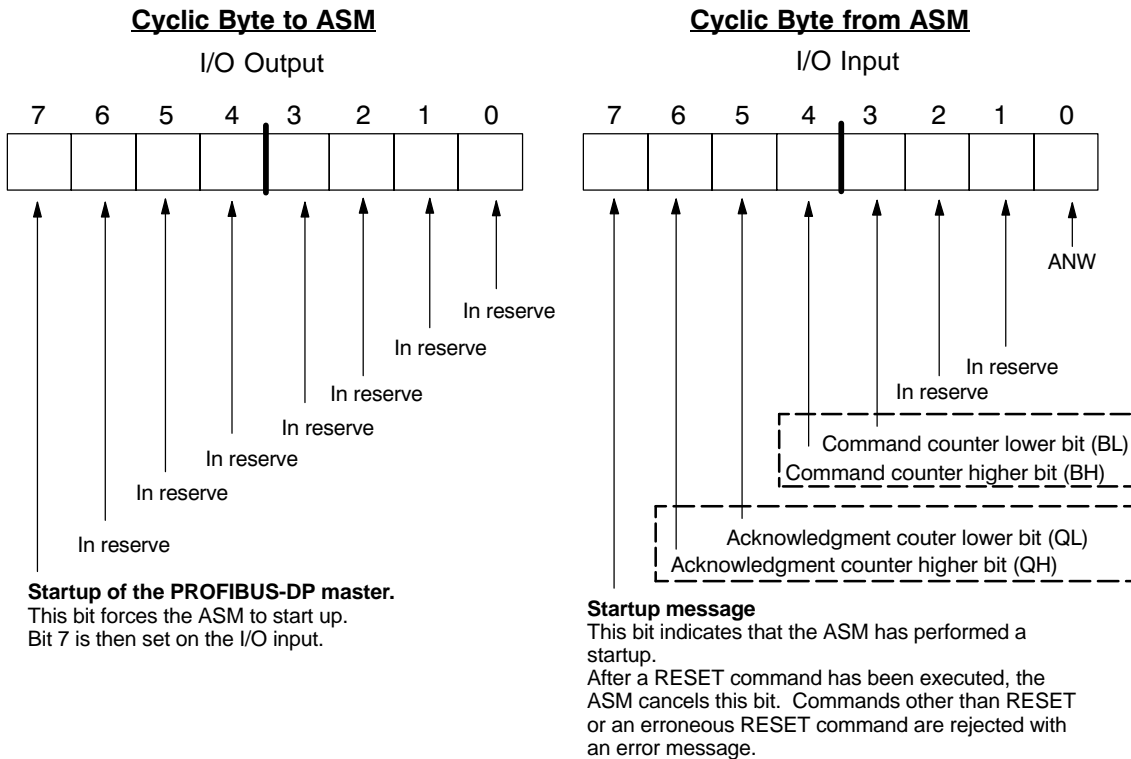 Cyclic Byte to ASM
I/O Output
7 6 5 4 3 2 1 0
In reserve
In reserve
In reserve
In reserve
In reserve
In reserve
In reserve
Startup of the PROFIBUS-DP master.
This bit forces the ASM to start up.
Bit 7 is then set on the I/O input.
Cyclic Byte from ASM
I/O Input
7 6 5 4 3 2 1 0
ANW
In reserve
In reserve
Command counter lower bit (BL)
Command counter higher bit (BH)
Acknowledgment couter lower bit (QL)
Acknowledgment counter higher bit (QH)
Startup message
This bit indicates that the ASM has performed a
startup.
After a RESET command has been executed, the
ASM cancels this bit.  Commands other than RESET
or an erroneous RESET command are rejected with
an error message.